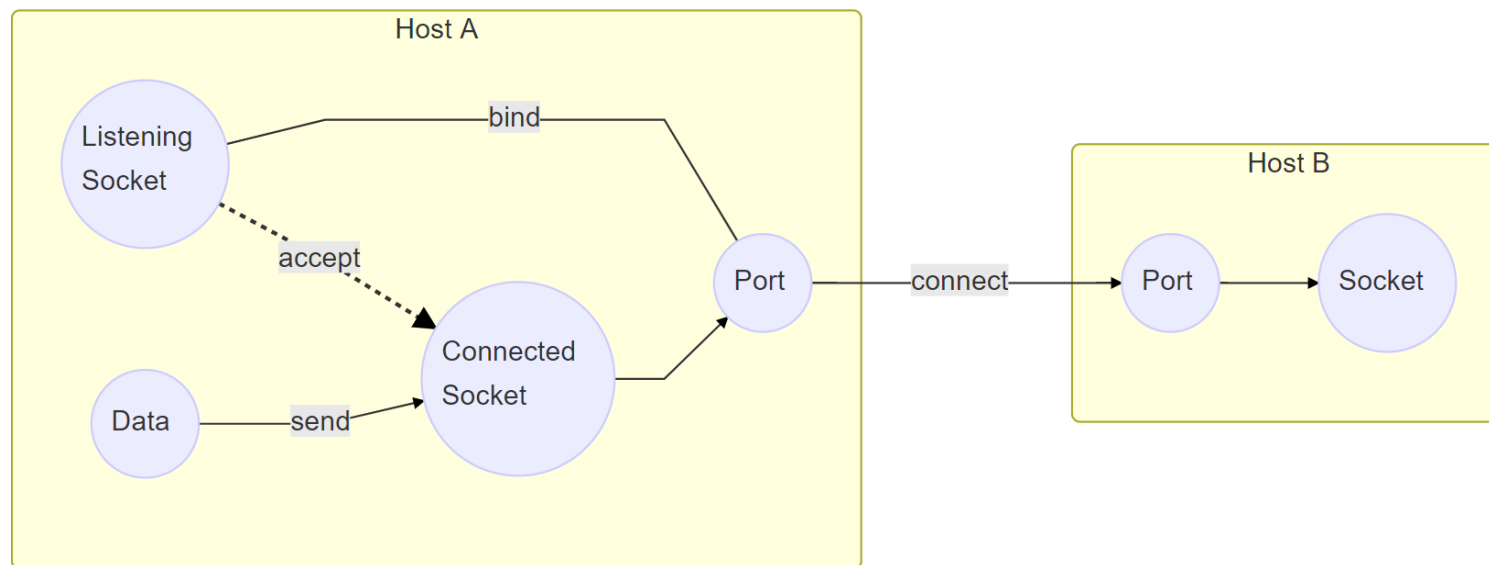 Host A
Listening
Socket
bind
accept
Connected
Socket
Data
send
Port
connect
Host B
Port
Socket